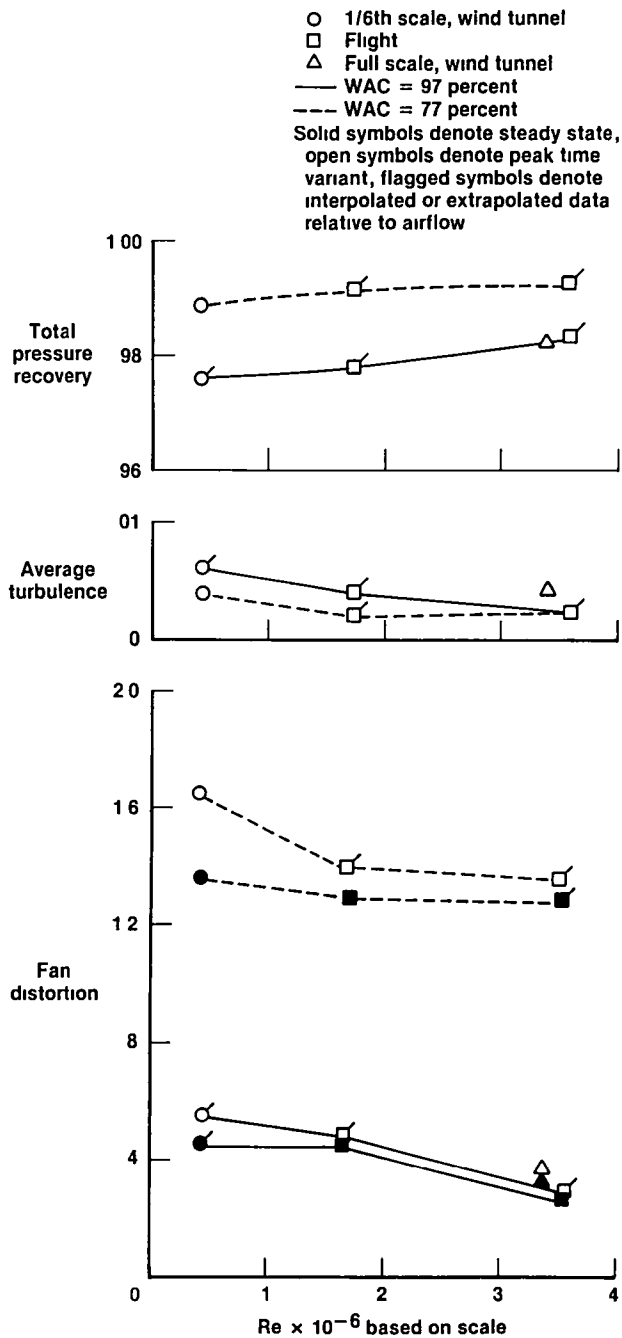 1/6th scale, wind tunnel
Flight
Full scale, wind tunnel
WAC = 97 percent
WAC = 77 percent
Solid symbols denote steady state,
open symbols denote peak time
variant, flagged symbols denote
interpolated or extrapolated data
relative to airflow
1 00
Total
pressure
recovery
98
96
01
Average
turbulence
0
20
16
12
Fan
distortion
8
4
0
1
2
3
4
Re × 10⁻⁶ based on scale